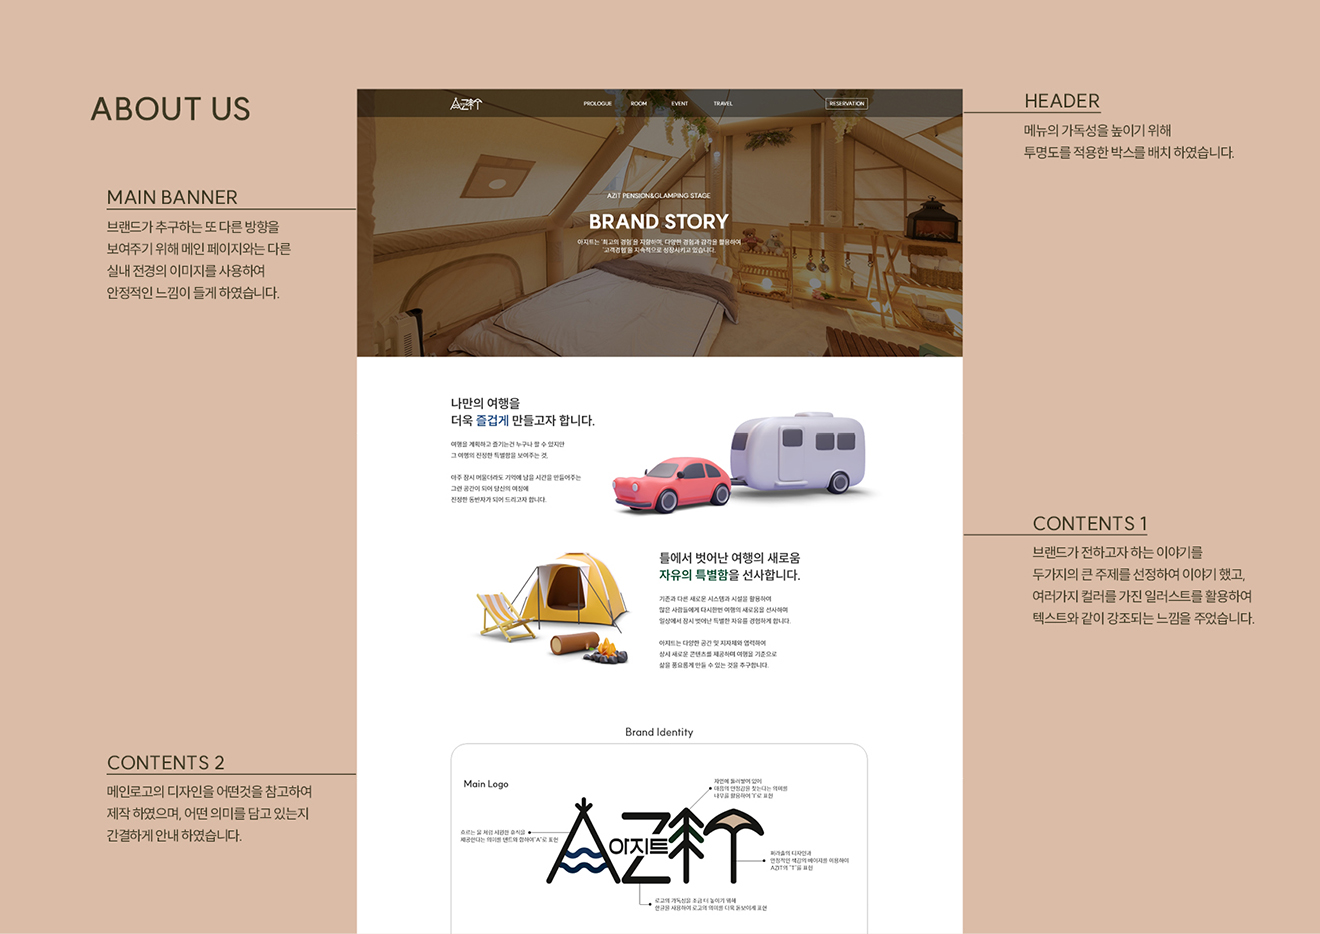 ABOUT US
MAIN BANNER
브랜드가 추구하는 또 다른 방향을
보여주기 위해 메인 페이지와는 다른
실내 전경의 이미지를 사용하여
안정적인 느낌이 들게 하였습니다.
AZIT
PROLOGUE
ROOM
EVENT
TRAVEL
RESERVATION
AZIT PENSION&GLAMPING STAGE
BRAND STORY
아지트는 '최고의 경험'을 지향하며, 다양한 경험과 감각을 활용하여
'고객경험'을 지속적으로 성장시키고 있습니다.
HEADER
메뉴의 가독성을 높이기 위해
투명도를 적용한 박스를 배치 하였습니다.
나만의 여행을
더욱 즐겁게 만들고자 합니다.
여행을 계획하고 즐기는건 누구나 할 수 있지만
그 여행의 진정한 특별함을 보여주는 것,
아주 잠시 머물더라도 기억에 남을 시간을 만들어주는
그런 공간이 되어 당신의 여정에
진정한 동반자가 되어 드리고자 합니다.
틀에서 벗어난 여행의 새로움
자유의 특별함을 선사합니다.
기존과 다른 새로운 시스템과 시설을 활용하여
많은 사람들에게 다시한번 여행의 새로움을 선사하며
일상에서 잠시 벗어난 특별한 자유를 경험하게 합니다.
아지트는 다양한 공간 및 지자체와 협력하여
상시 새로운 콘텐츠를 제공하며 여행을 기준으로
삶을 풍요롭게 만들 수 있는 것을 추구합니다.
CONTENTS 1
브랜드가 전하고자 하는 이야기를
두가지의 큰 주제를 선정하여 이야기 했고,
여러가지 컬러를 가진 일러스트를 활용하여
텍스트와 같이 강조되는 느낌을 주었습니다.
CONTENTS 2
메인로고의 디자인을 어떤것을 참고하여
제작 하였으며, 어떤 의미를 담고 있는지
간결하게 안내 하였습니다.
Brand Identity
Main Logo
자연에 둘러쌓여 있어
마음의 안정감을 찾는다는 의미를
나무를 활용하여 'I'로 표현
흐르는 물 처럼 시원한 휴식을
제공한다는 의미를 텐트와 합하여 "A"로 표현
AZIT
아지트
파라솔의 디자인과
안정적인 색감의 베이지를 이용하여
AZIT의 "T"를 표현
로고의 가독성을 조금 더 높이기 위해
한글을 사용하여 로고의 의미를 더욱 돋보이게 표현